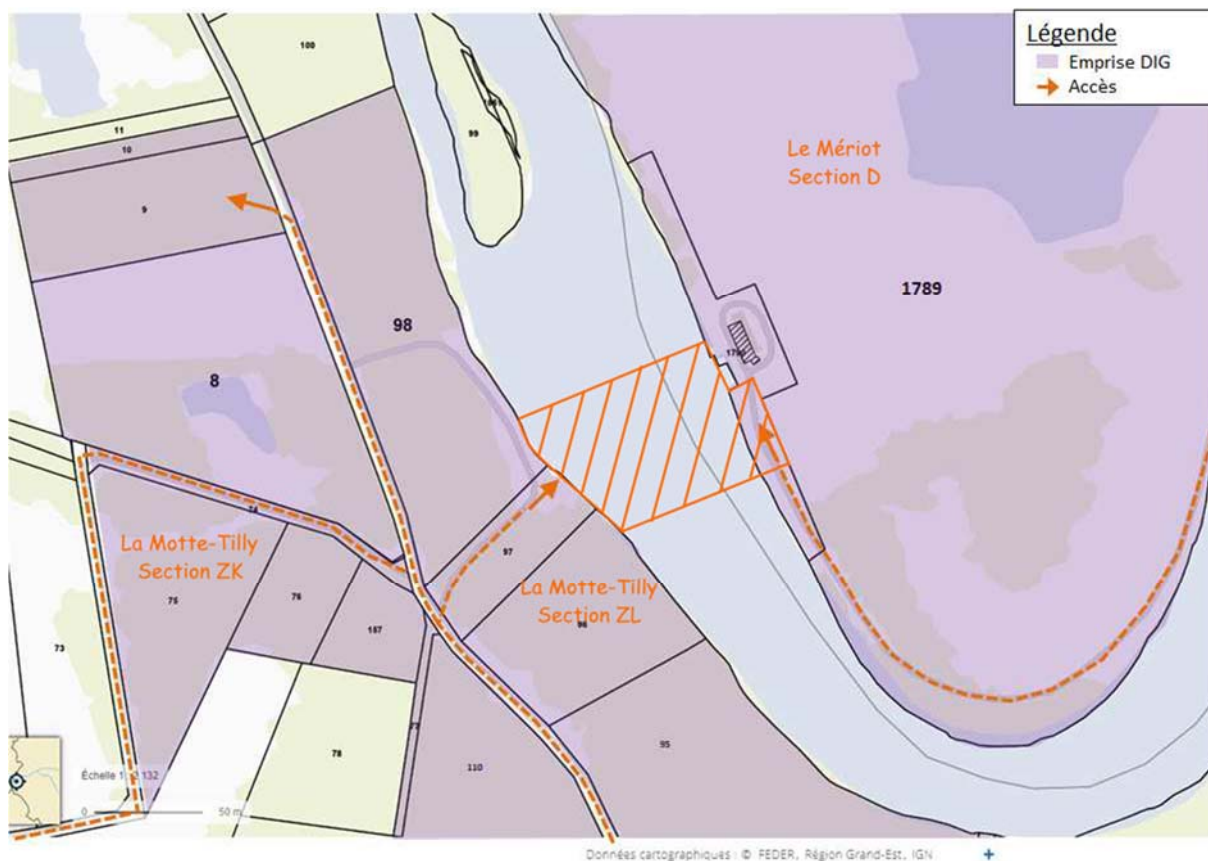 Légende
Emprise DIG
Accès
100
99
11
10
9
Le Mériot
Section D
1789
98
8
La Motte-Tilly
Section ZK
97
La Motte-Tilly
Section ZL
75
76
157
96
73
78
110
95
Échelle 1 : 2 132
0
50 m
Données cartographiques : © FEDER, Région Grand-Est, IGN